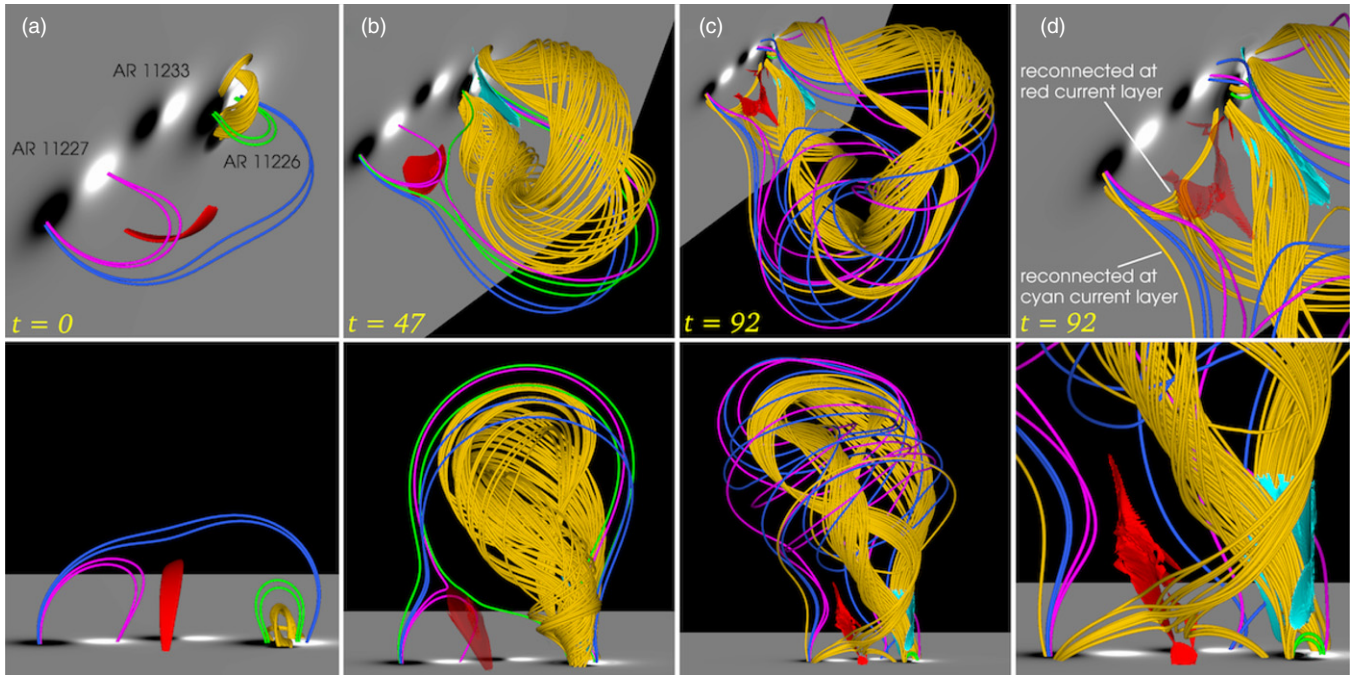 (a)
AR 11233
AR 11227
AR 11226
t = 0
(b)
t = 47
(c)
t = 92
(d)
reconnected at
red current layer
reconnected at
cyan current layer
t = 92